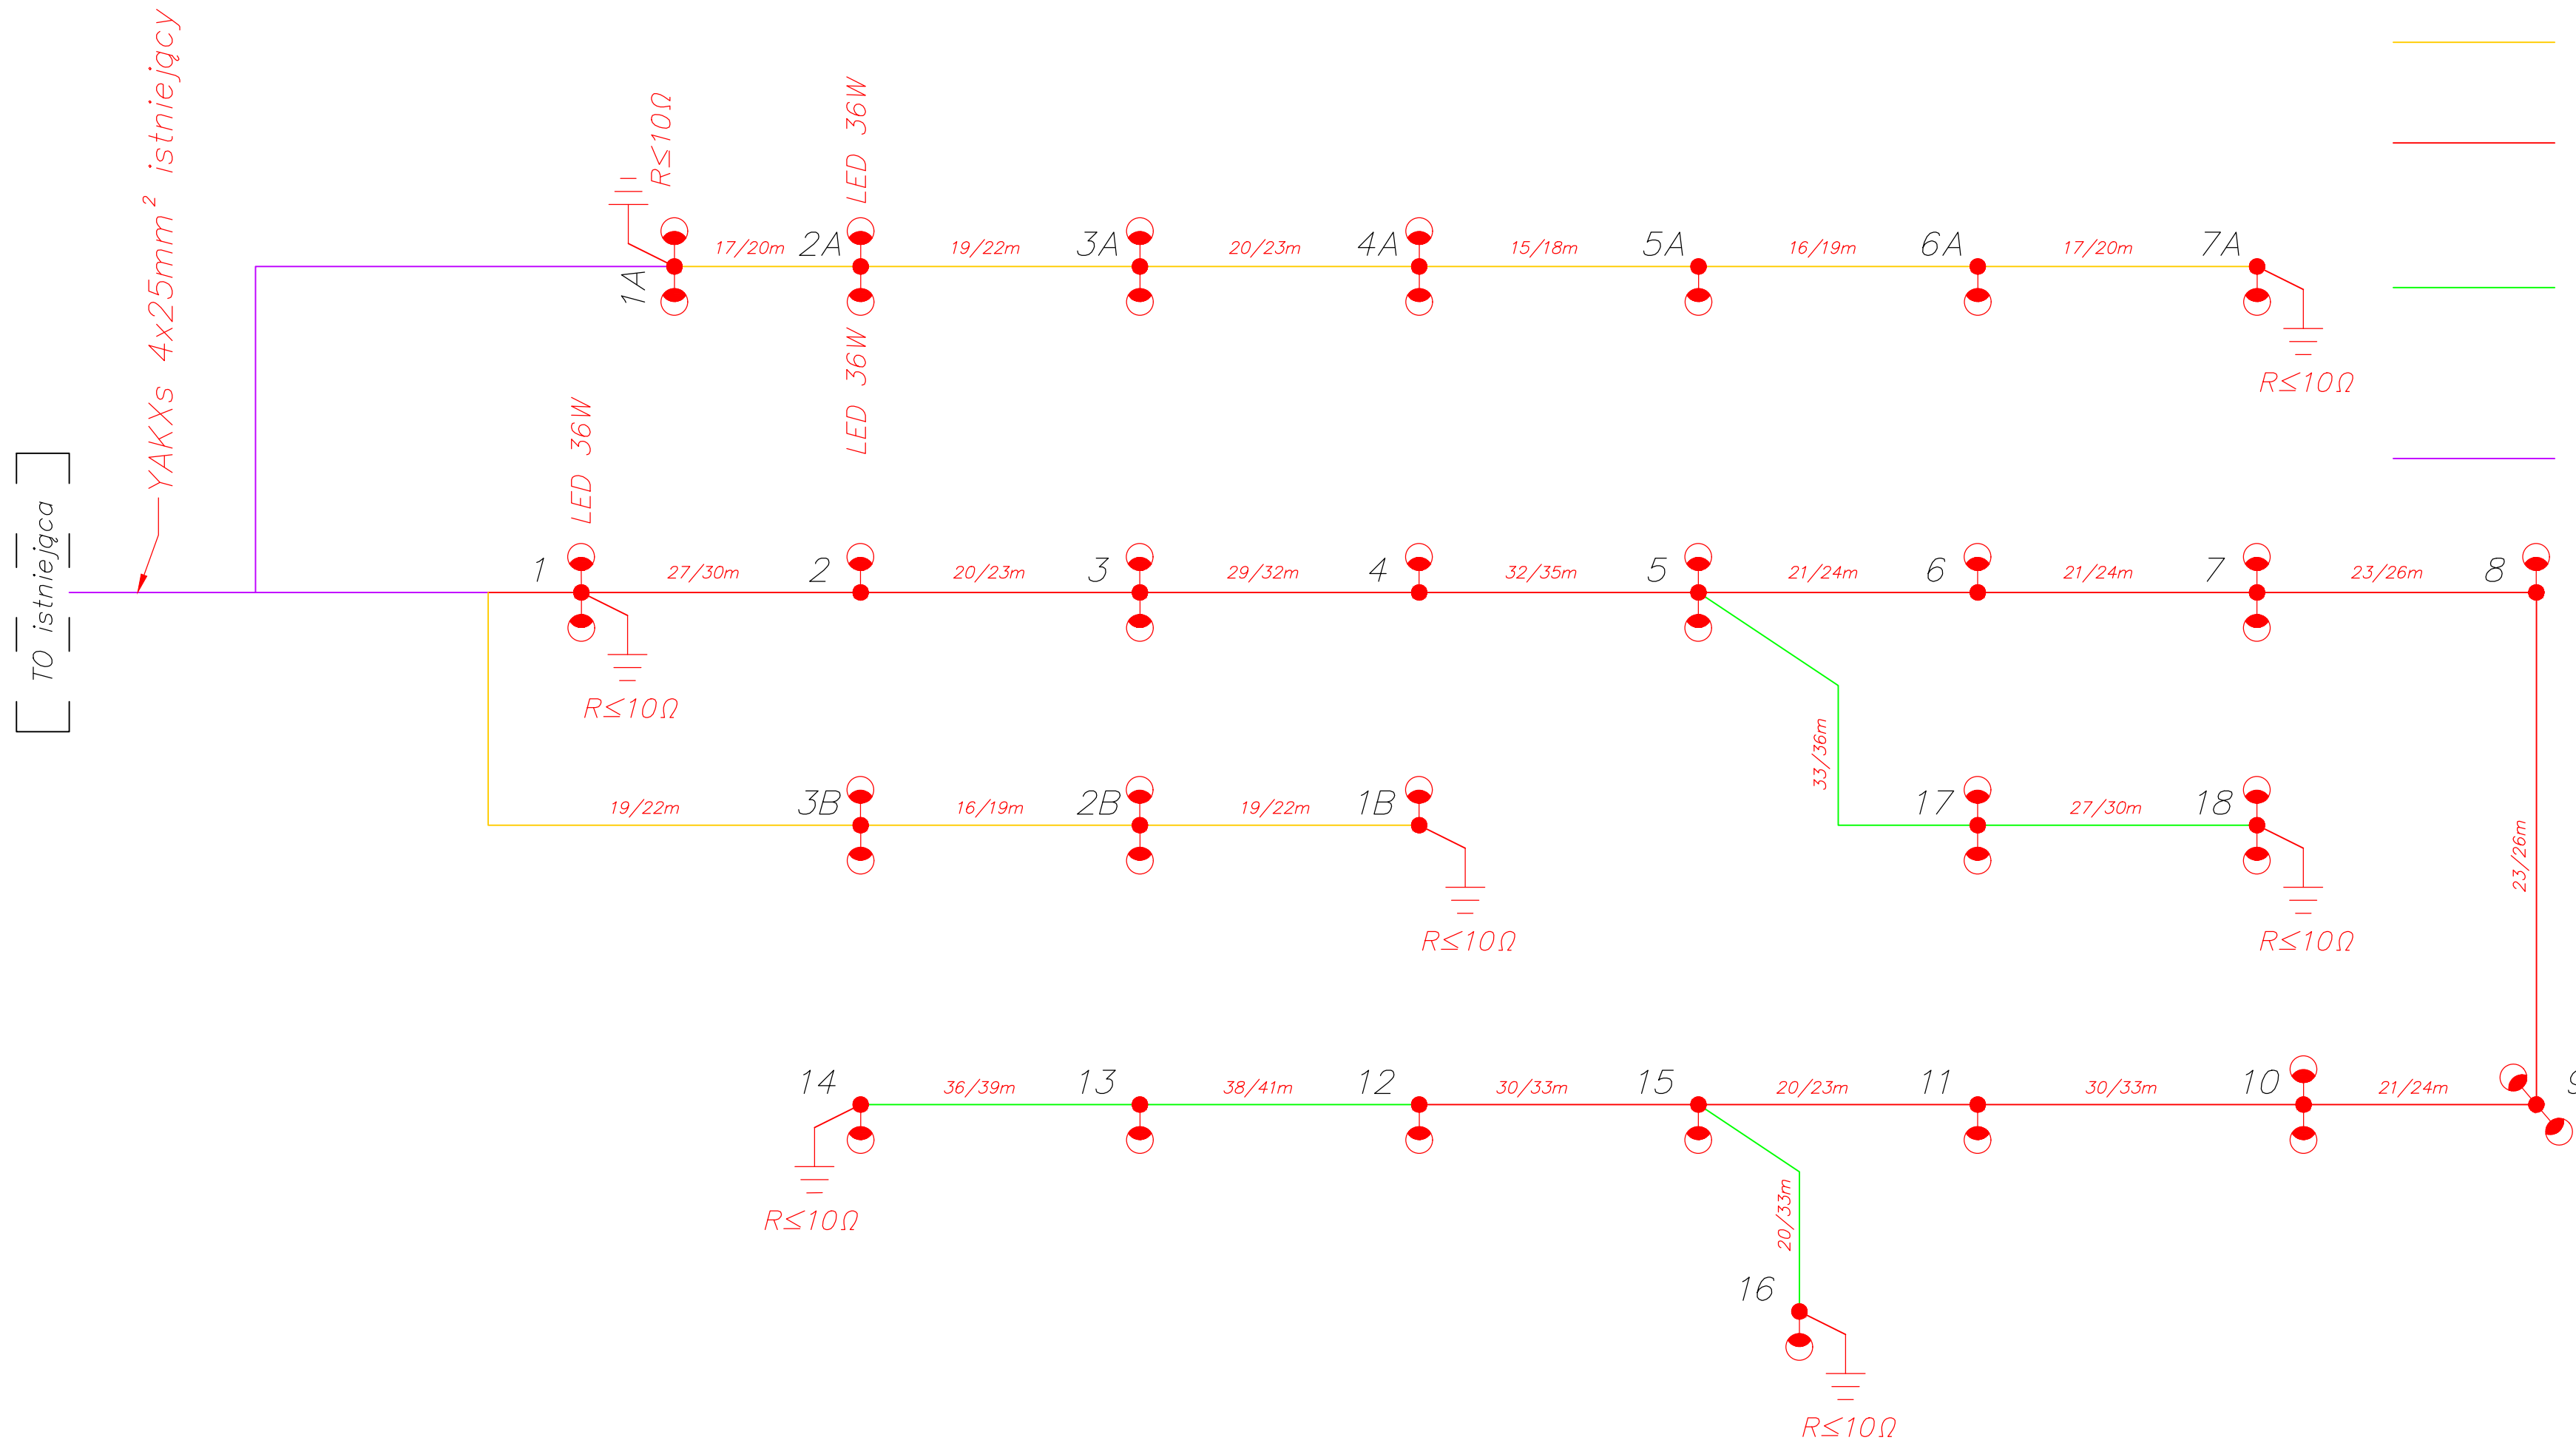 YAKXs 4x25mm² istniejący
TO istniejąca
R≤10Ω
1A
17/20m
2A
LED 36W
LED 36W
19/22m
3A
20/23m
4A
15/18m
5A
16/19m
6A
17/20m
7A
R≤10Ω
LED 36W
1
27/30m
2
20/23m
3
29/32m
4
32/35m
5
21/24m
6
21/24m
7
23/26m
8
R≤10Ω
33/36m
19/22m
3B
16/19m
2B
19/22m
1B
R≤10Ω
17
27/30m
18
R≤10Ω
23/26m
14
36/39m
13
38/41m
12
30/33m
15
20/23m
11
30/33m
10
21/24m
9
R≤10Ω
20/33m
16
R≤10Ω